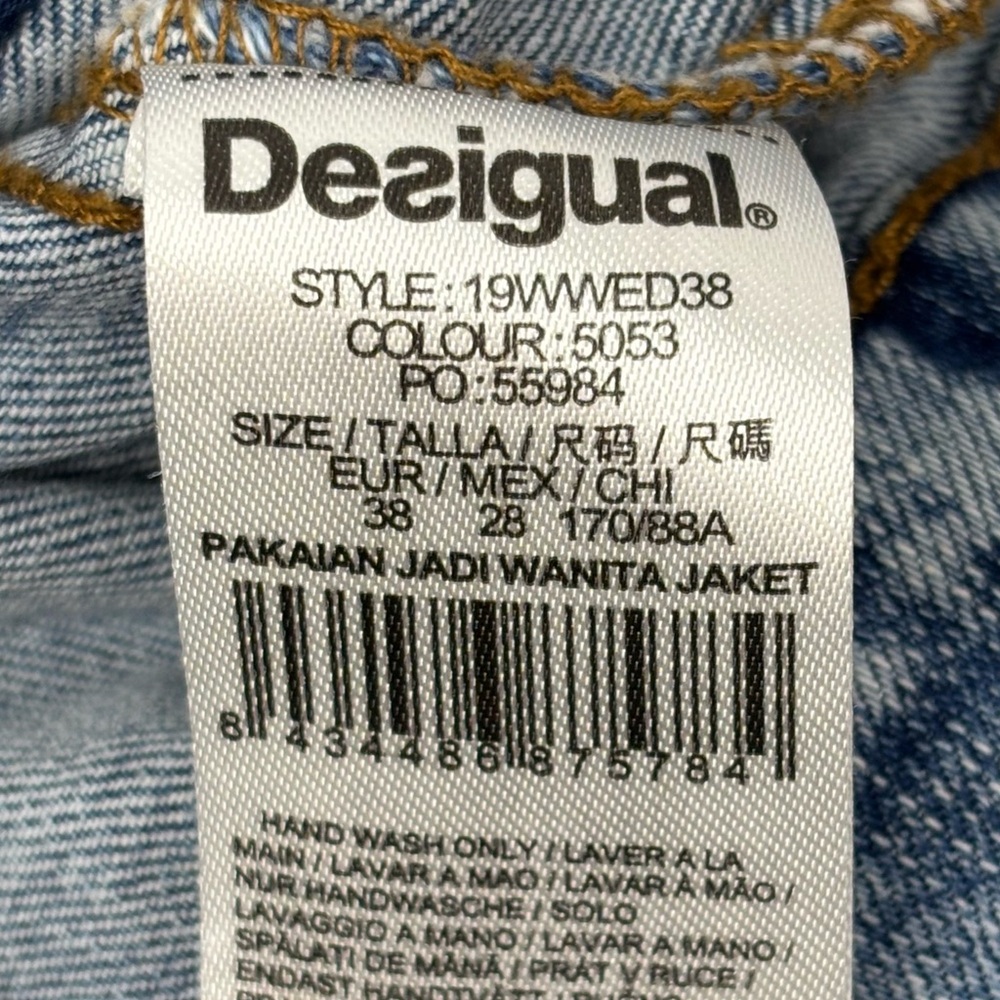 Desigual®
STYLE : 19WWED38
COLOUR : 5053
PO : 55984
SIZE / TALLA / 尺码 / 尺碼
EUR / MEX / CHI
38 28 170/88A
PAKAIAN JADI WANITA JAKET
8 434486 875784
HAND WASH ONLY / LAVER A LA
MAIN / LAVAR A MAO / LAVAR À MÃO /
NUR HANDWASCHE / SOLO
LAVAGGIO A MANO / LAVAR A MANO /
SPĂLAȚI DE MÂNĂ / PRÁT V RUCE /
ENDAST HANDTVÄTT /